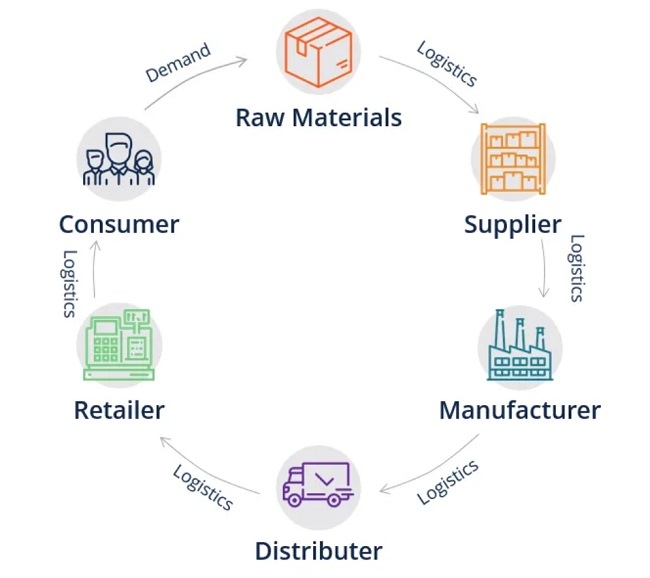 Demand
Logistics
Raw Materials
Consumer
Supplier
Logistics
Logistics
Retailer
Manufacturer
Logistics
Logistics
Distributer